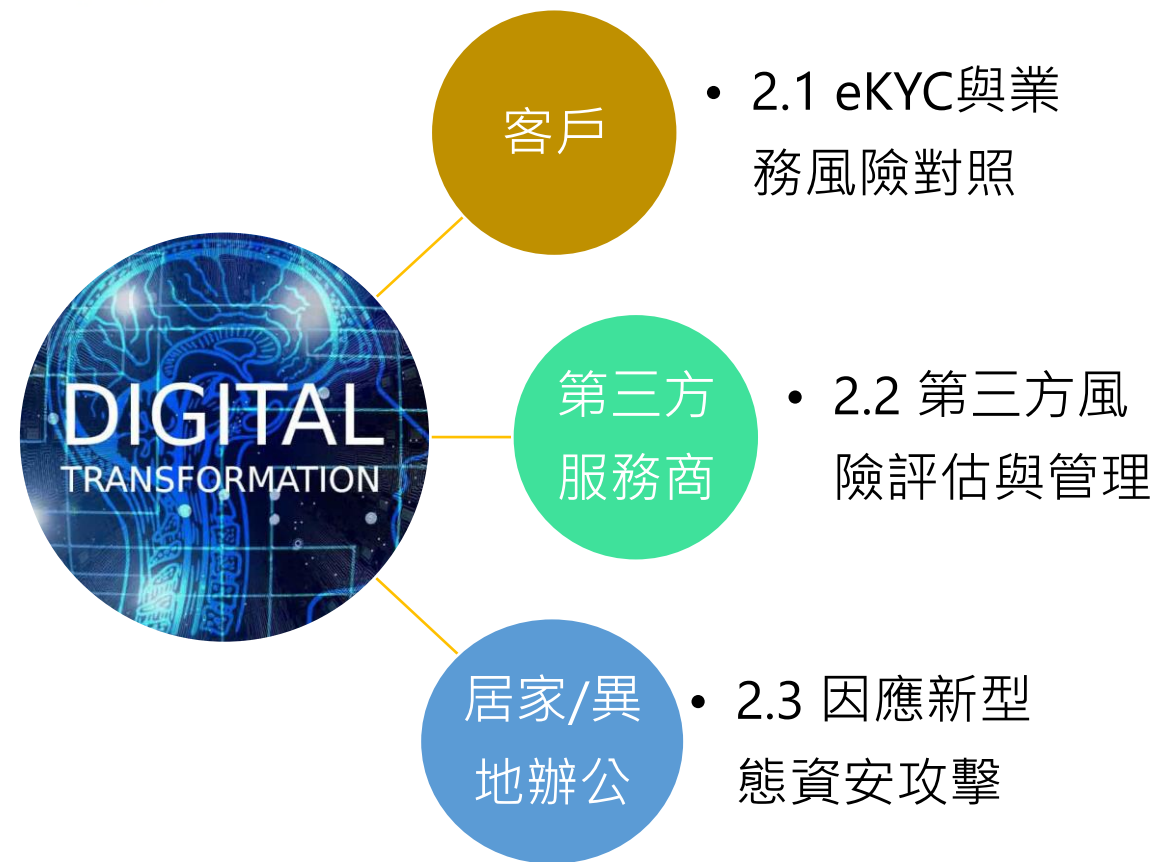 客戶
• 2.1 eKYC與業
務風險對照
DIGITAL
TRANSFORMATION
第三方
服務商
• 2.2 第三方風
險評估與管理
居家/異
地辦公
• 2.3 因應新型
態資安攻擊